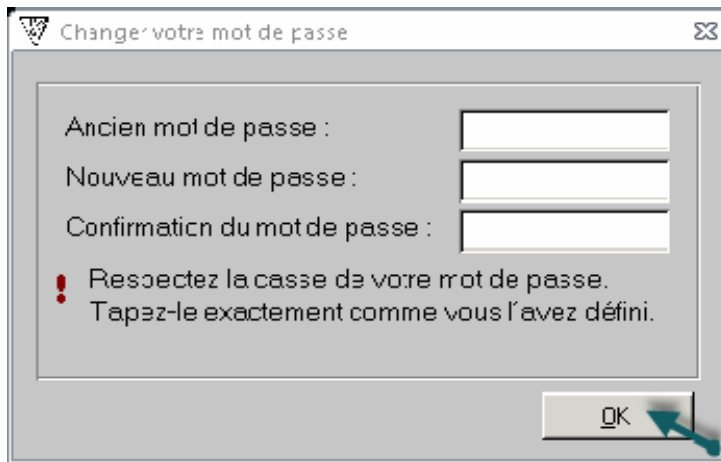 Changer votre mot de passe
Ancien mot de passe :
Nouveau mot de passe :
Confirmation du mot de passe :
! Respectez la casse de votre mot de passe.
Tapez-le exactement comme vous l'avez défini.
OK